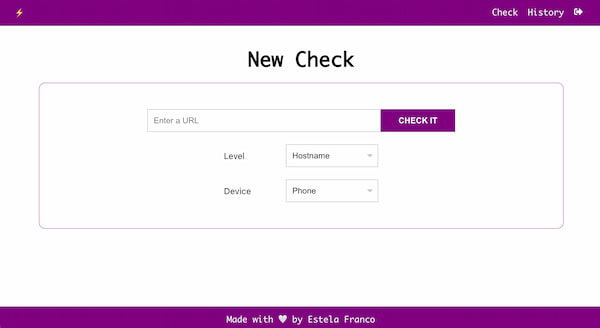 Check History
New Check
Enter a URL CHECK IT
Level Hostname
Device Phone
Made with 🤍 by Estela Franco